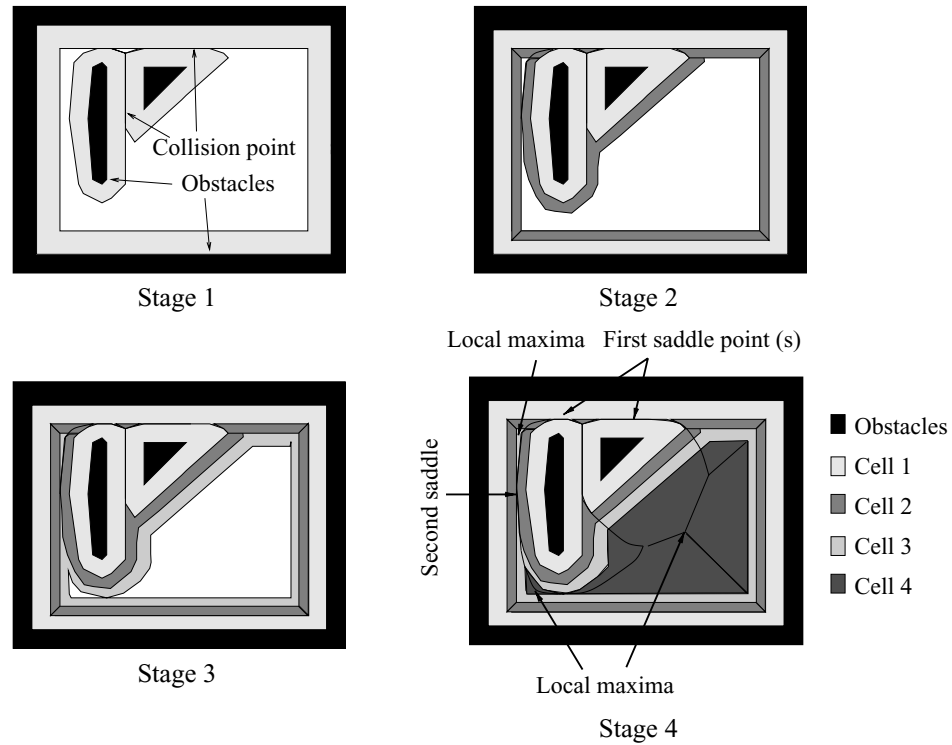 Collision point
Obstacles
Stage 1
Stage 2
Local maxima
First saddle point (s)
Second saddle
Obstacles
Cell 1
Cell 2
Cell 3
Cell 4
Stage 3
Local maxima
Stage 4